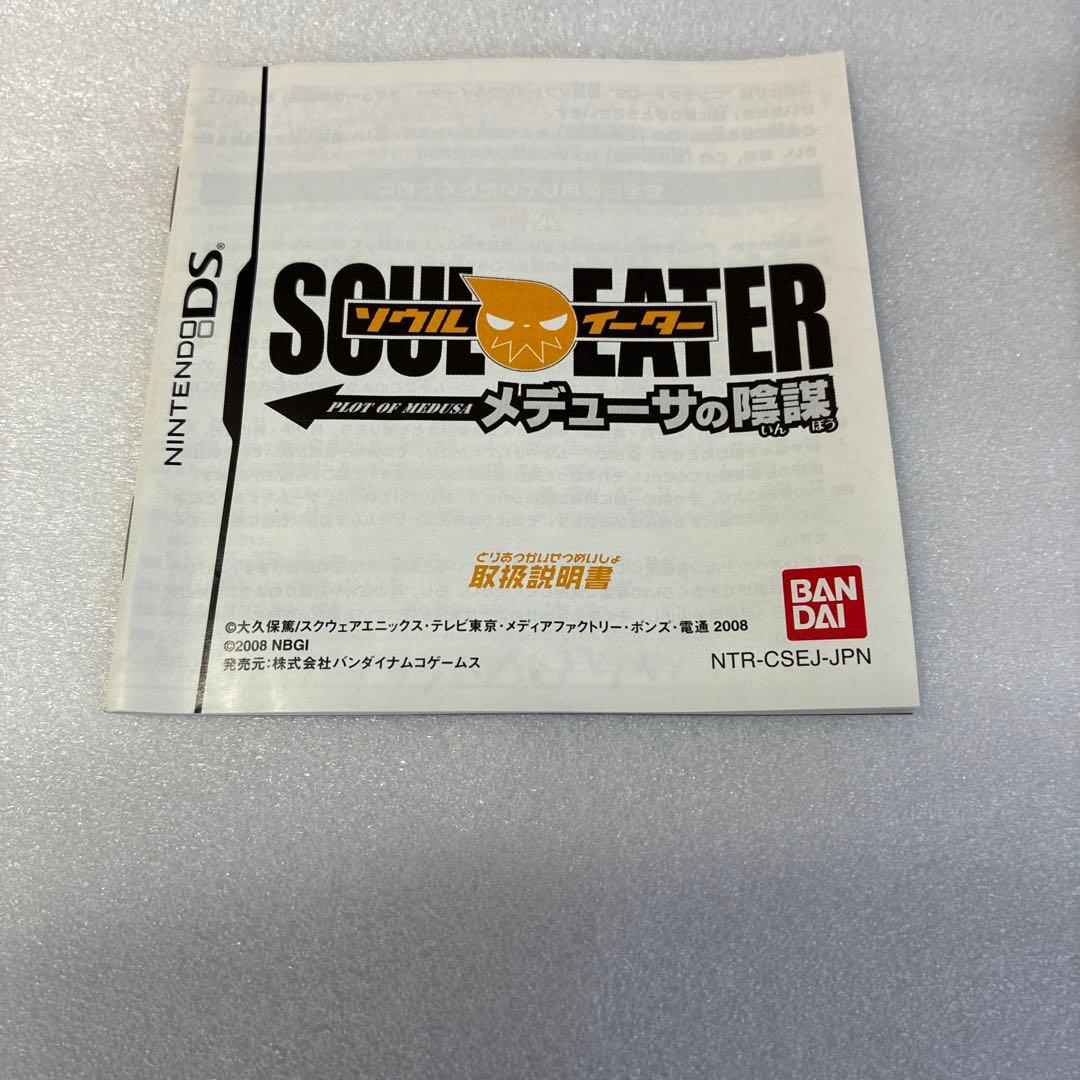 NINTENDO DS®
SOUL EATER
ソウル イーター
PLOT OF MEDUSA メデューサの陰謀
いん ぼう
とりあつかいせつめいしょ
取扱説明書
BAN
DAI
©大久保篤/スクウェアエニックス・テレビ東京・メディアファクトリー・ボンズ・電通 2008
©2008 NBGI
発売元:株式会社バンダイナムコゲームス
NTR-CSEJ-JPN